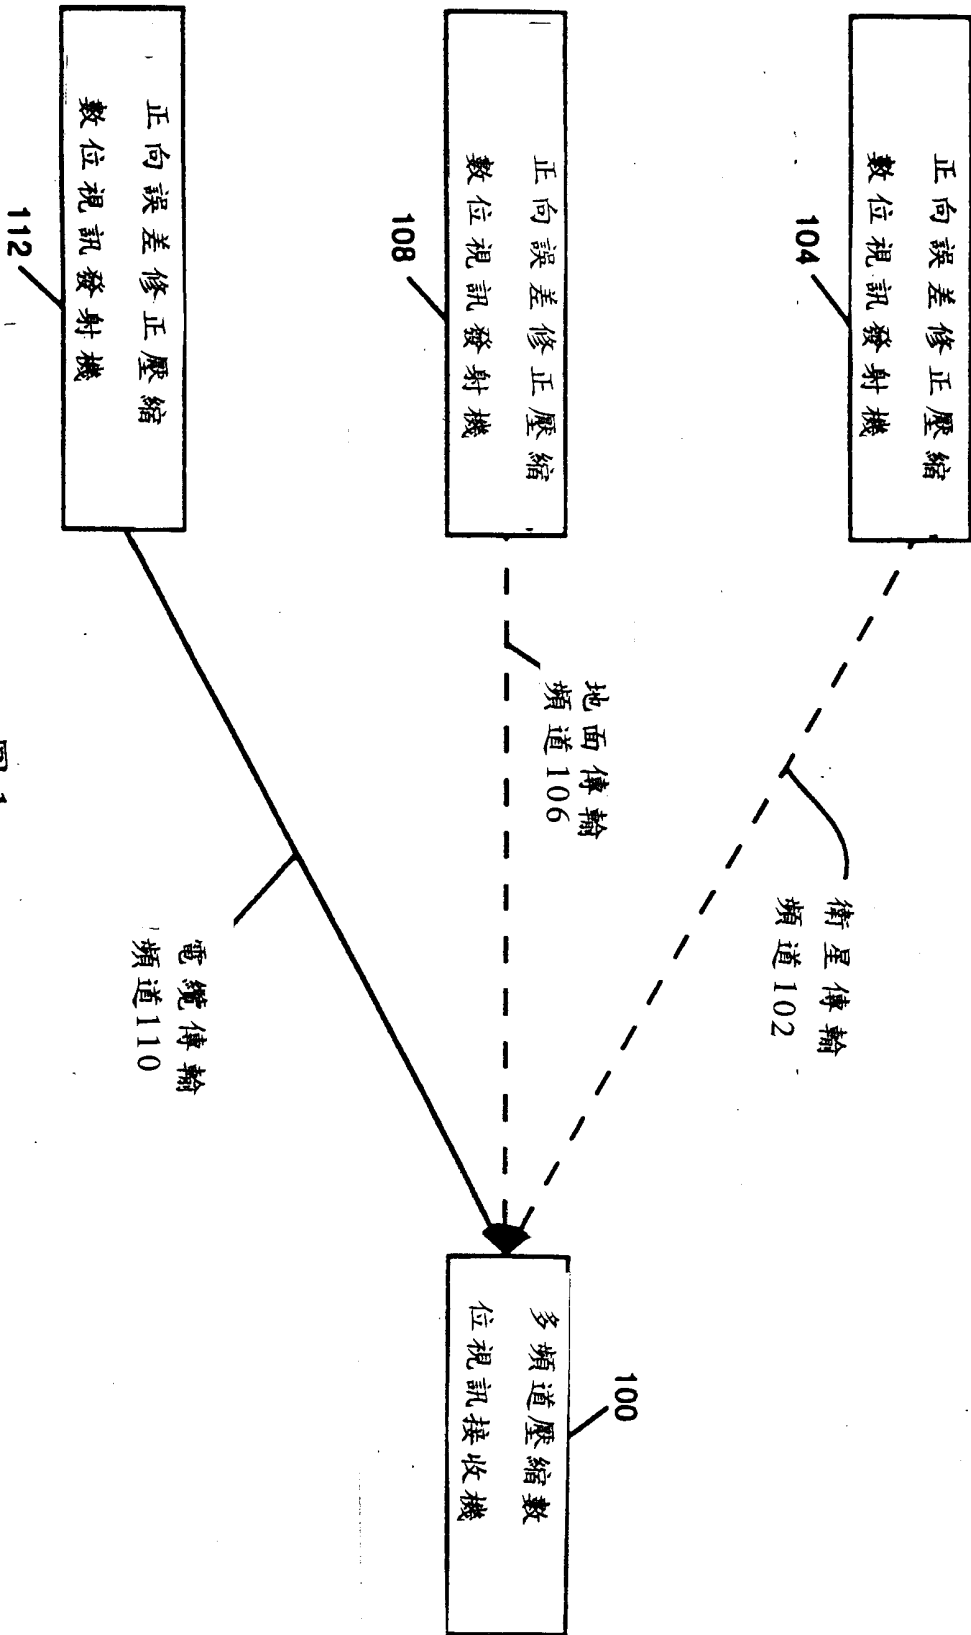 正向誤差修正壓縮
數位視訊發射機
104
衛星傳輸
頻道102
正向誤差修正壓縮
數位視訊發射機
108
地面傳輸
頻道106
多頻道壓縮數
位視訊接收機
100
正向誤差修正壓縮
數位視訊發射機
112
電纜傳輸
頻道110
圖1